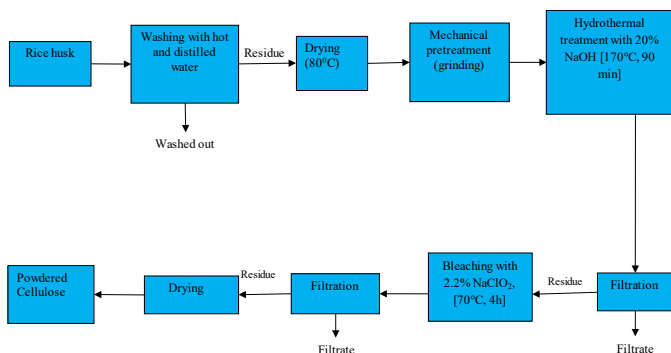 Rice husk
Washing with hot
and distilled
water
Residue
Drying
(80⁰C)
Mechanical
pretreatment
(grinding)
Hydrothermal
treatment with 20%
NaOH [170°C, 90
min]
Washed out
Powdered
Cellulose
Drying
Residue
Filtration
Bleaching with
2.2% NaClO₂,
[70°C, 4h]
Residue
Filtration
Filtrate
Filtrate